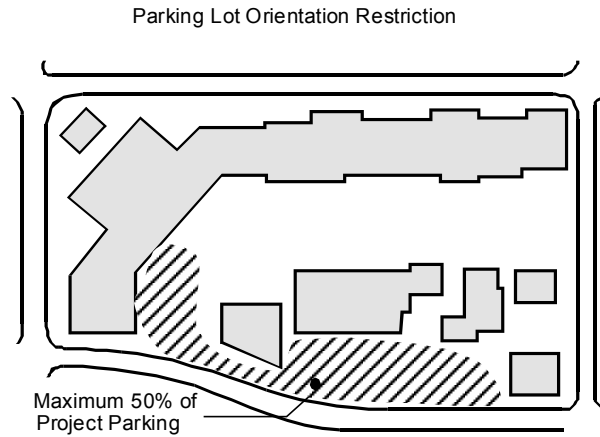 Parking Lot Orientation Restriction
Maximum 50% of
Project Parking